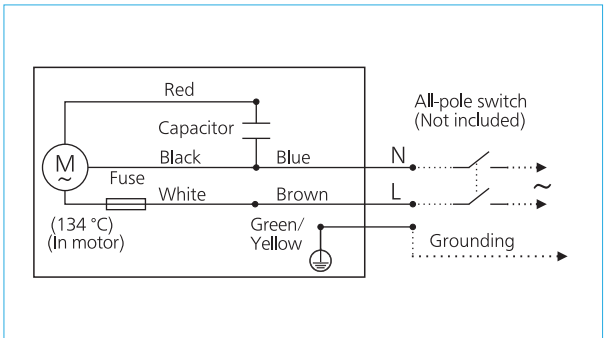 Red
Capacitor
All-pole switch
(Not included)
M
~
Black
Blue
N
Fuse
White
Brown
L
~
(134 °C)
(In motor)
Green/
Yellow
Grounding